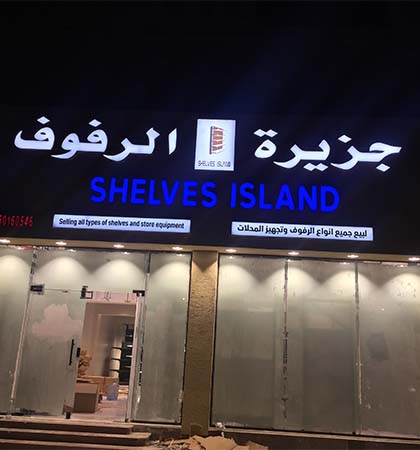 جزيرة الرفوف
SHELVES ISLAND
SHELVES ISLAND
Selling all types of shelves and store equipment
لبيع جميع انواع الرفوف وتجهيز المحلات
0160546